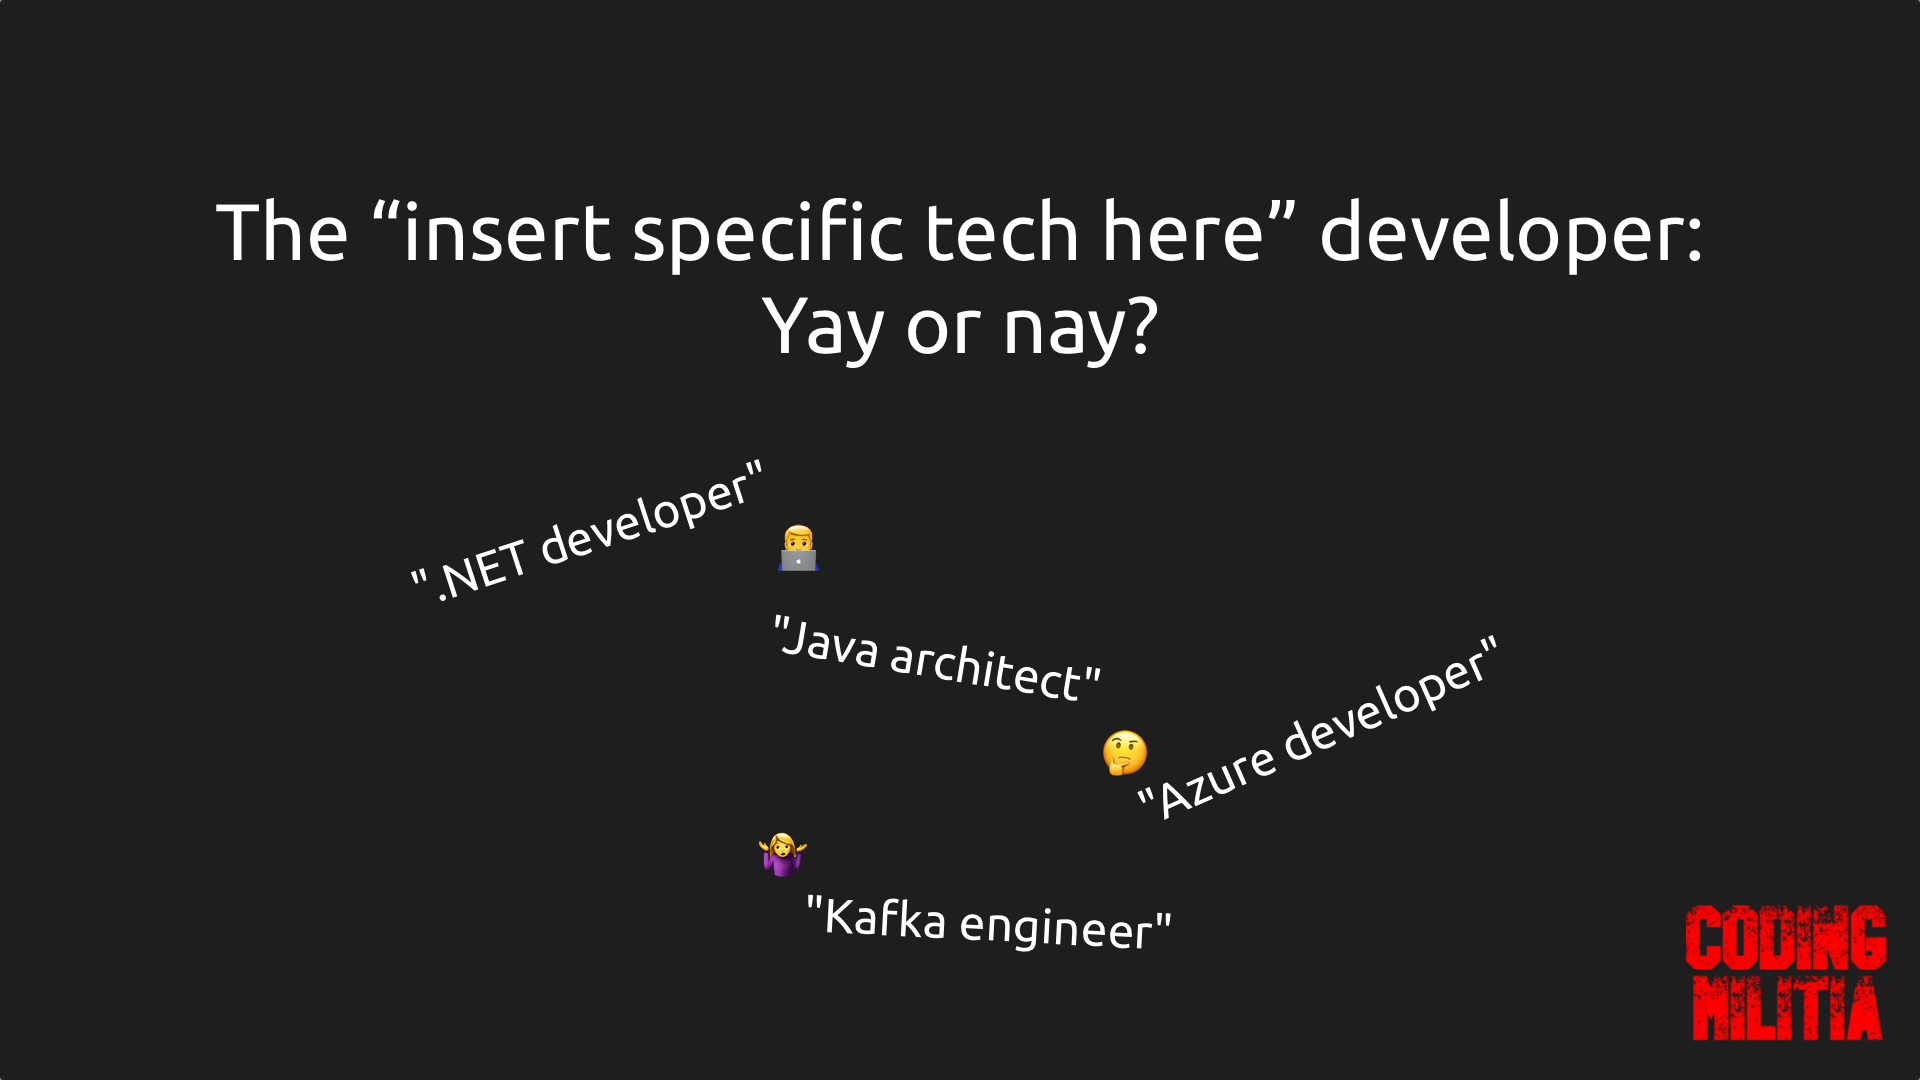 The “insert specific tech here” developer:
Yay or nay?
".NET developer"
"Java architect"
"Azure developer"
"Kafka engineer"
CODING
MILITIA